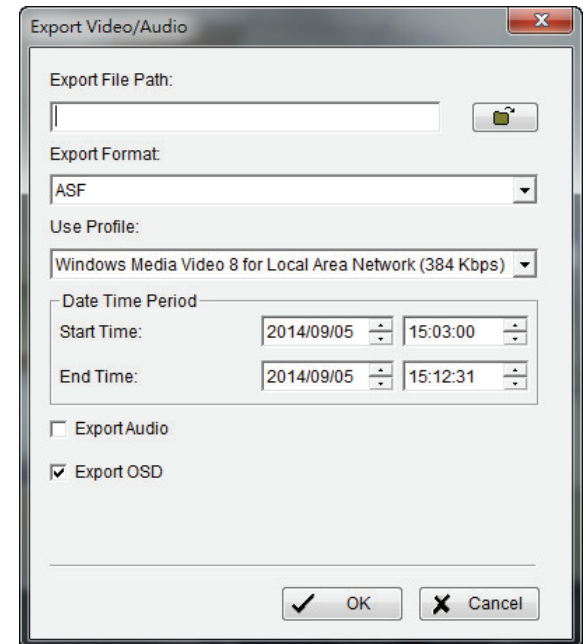 Export Video/Audio
Export File Path:
Export Format:
ASF
Use Profile:
Windows Media Video 8 for Local Area Network (384 Kbps)
Date Time Period
Start Time: 2014/09/05 15:03:00
End Time: 2014/09/05 15:12:31
Export Audio
Export OSD
OK Cancel